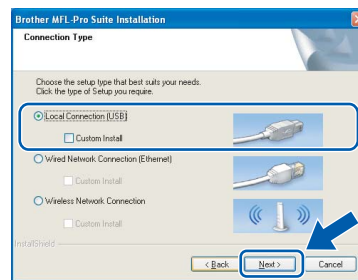 Brother MFL-Pro Suite Installation
Connection Type
Choose the setup type that best suits your needs.
Click the type of Setup you require.
Local Connection (USB)
Custom Install
Wired Network Connection (Ethernet)
Custom Install
Wireless Network Connection
Custom Install
InstallShield
< Back Next > Cancel